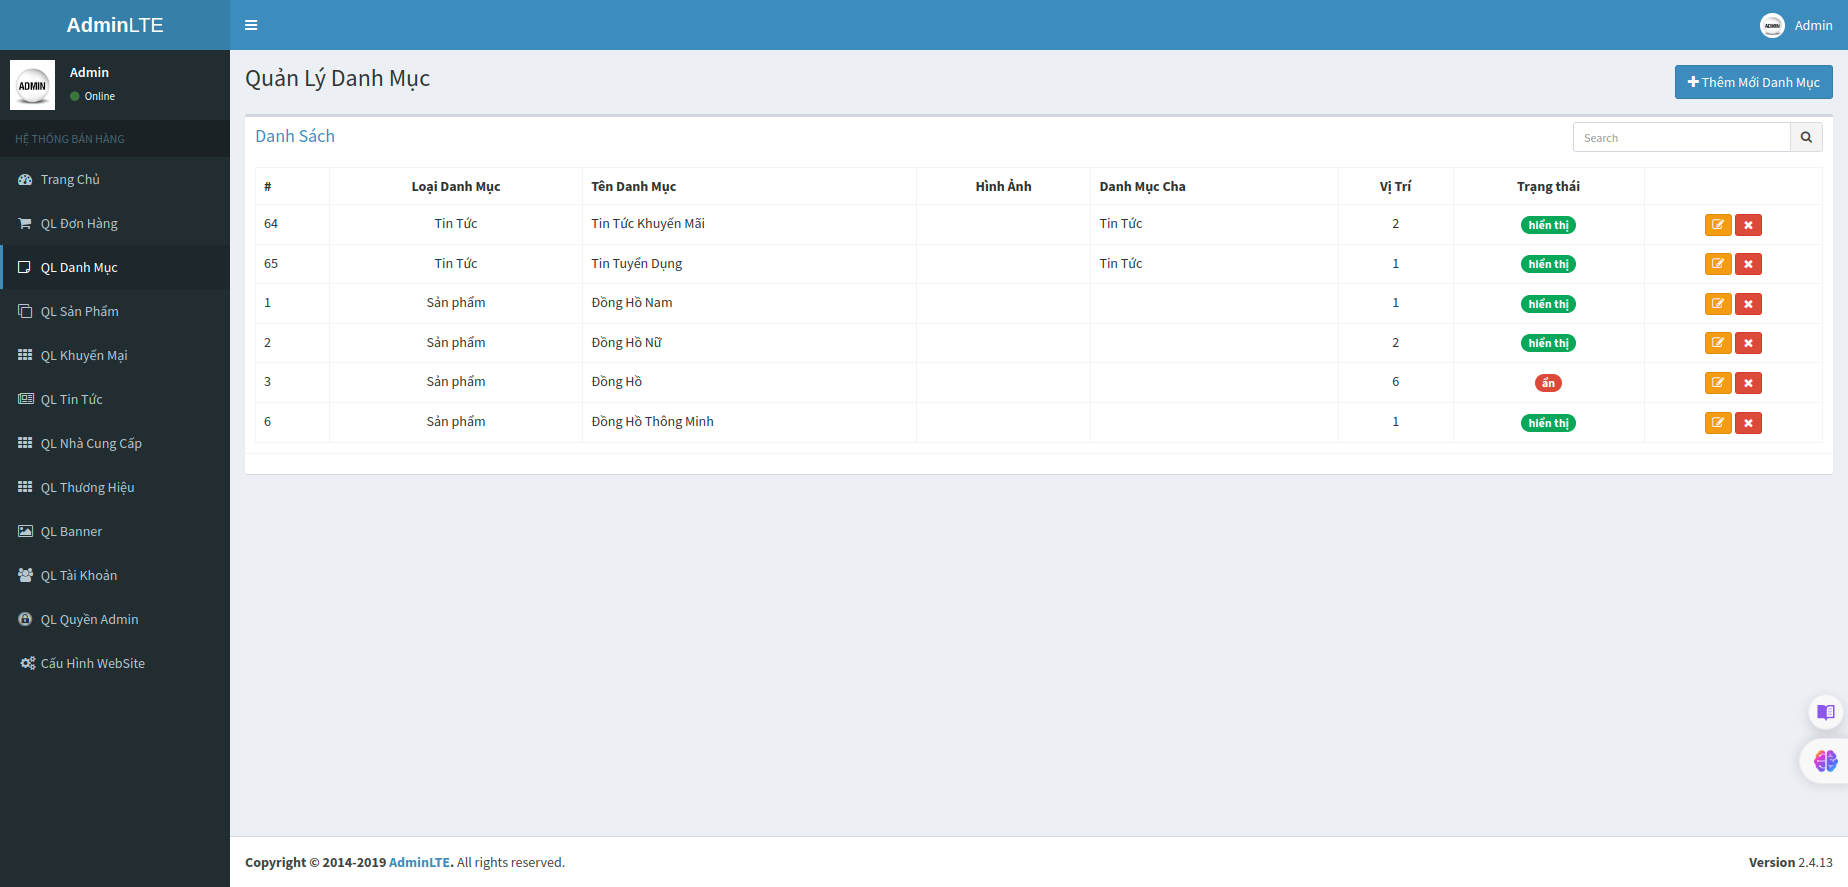 AdminLTE
Admin
ADMIN
Admin
Online
HỆ THỐNG BÁN HÀNG
Trang Chủ
QL Đơn Hàng
QL Danh Mục
QL Sản Phẩm
QL Khuyến Mại
QL Tin Tức
QL Nhà Cung Cấp
QL Thương Hiệu
QL Banner
QL Tài Khoản
QL Quyền Admin
Cấu Hình WebSite
Quản Lý Danh Mục
Thêm Mới Danh Mục
Danh Sách
Search
# Loại Danh Mục Tên Danh Mục Hình Ảnh Danh Mục Cha Vị Trí Trạng thái
64 Tin Tức Tin Tức Khuyến Mãi Tin Tức 2 hiển thị
65 Tin Tức Tin Tuyển Dụng Tin Tức 1 hiển thị
1 Sản phẩm Đồng Hồ Nam 1 hiển thị
2 Sản phẩm Đồng Hồ Nữ 2 hiển thị
3 Sản phẩm Đồng Hồ 6 ẩn
6 Sản phẩm Đồng Hồ Thông Minh 1 hiển thị
Copyright © 2014-2019 AdminLTE. All rights reserved.
Version 2.4.13